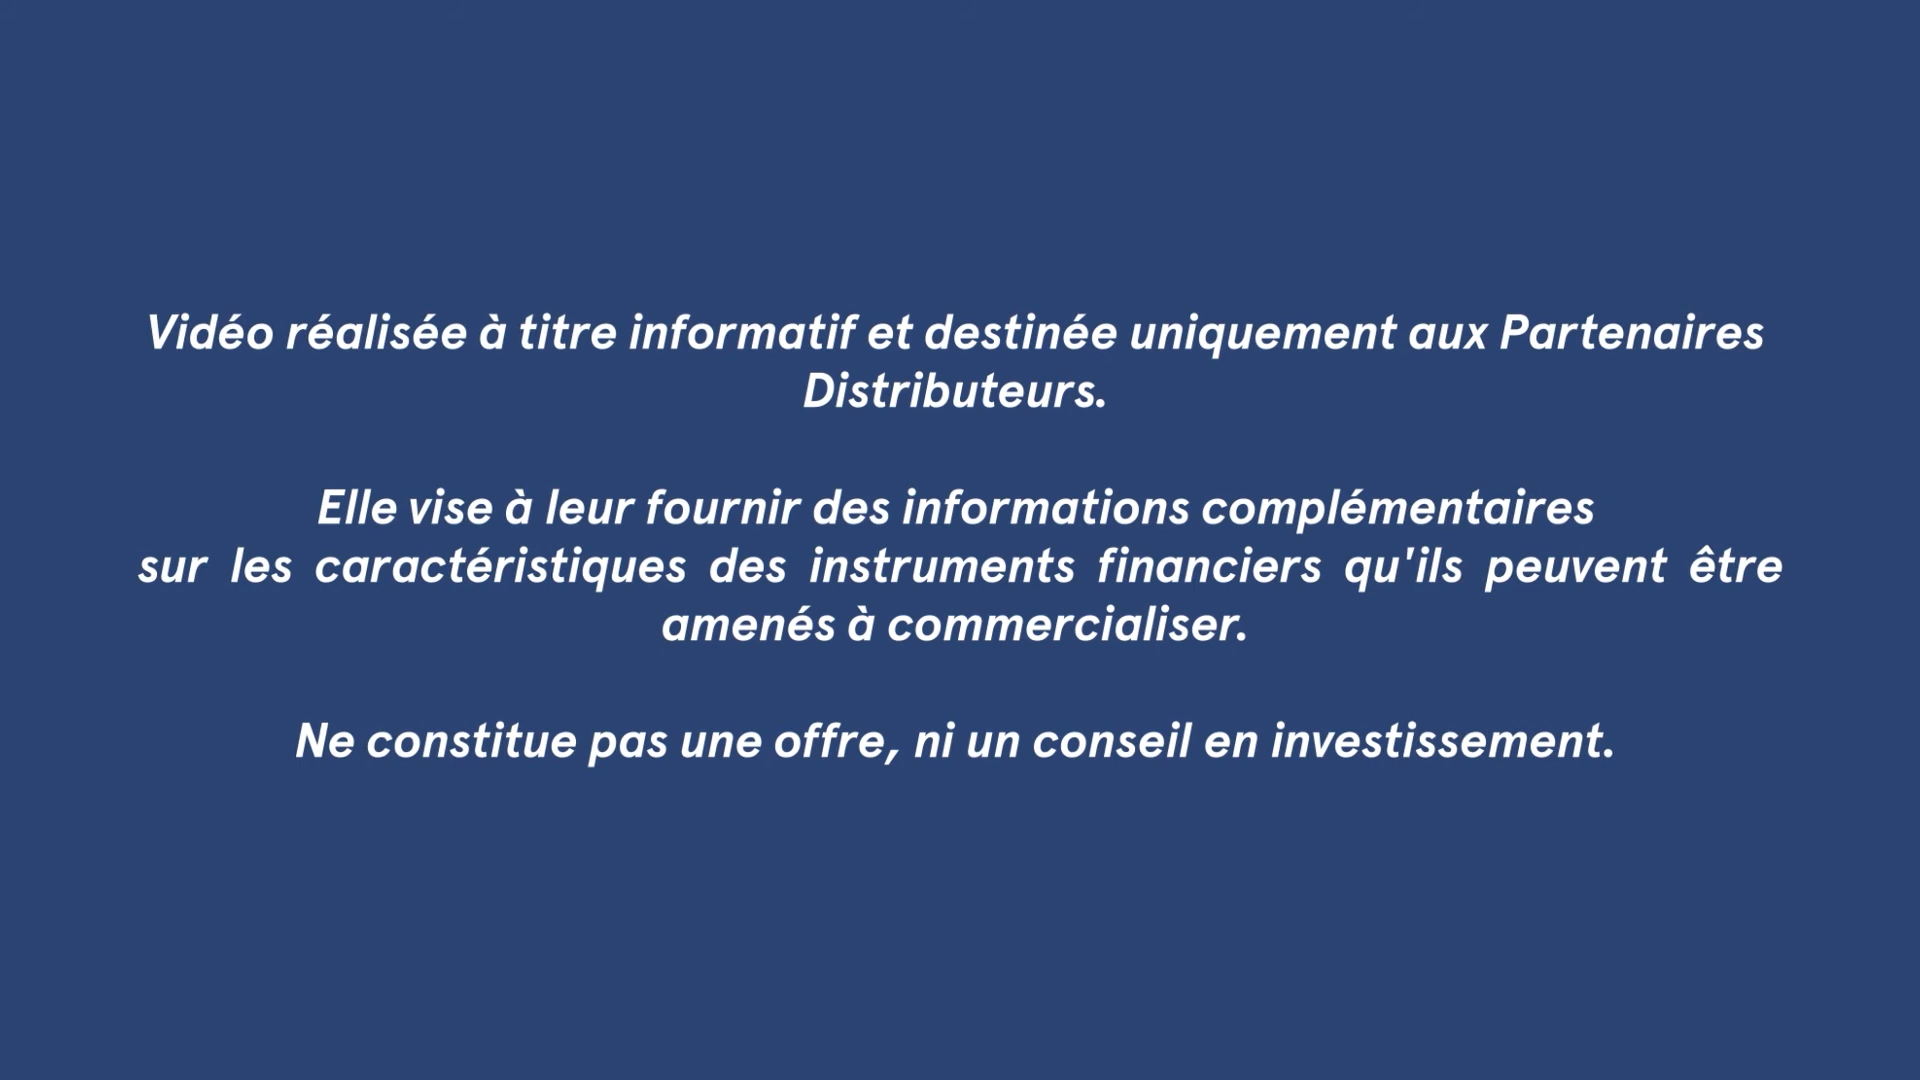 Vidéo réalisée à titre informatif et destinée uniquement aux Partenaires
Distributeurs.
Elle vise à leur fournir des informations complémentaires
sur les caractéristiques des instruments financiers qu'ils peuvent être
amenés à commercialiser.
Ne constitue pas une offre, ni un conseil en investissement.